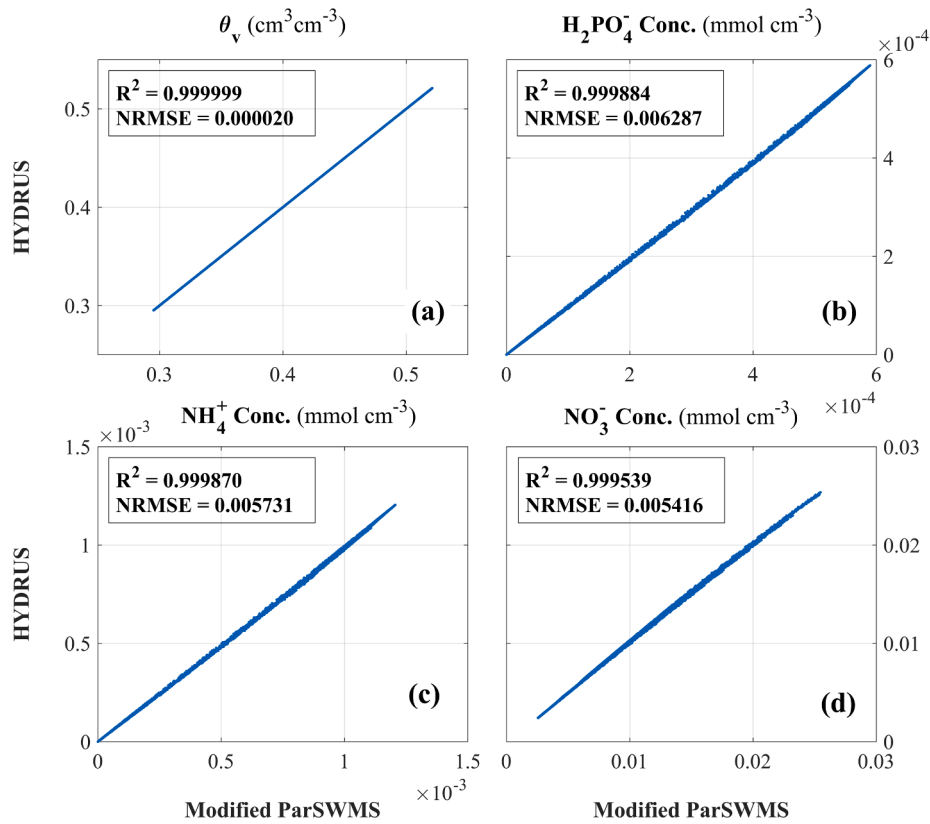 θ_v (cm³cm⁻³)
R² = 0.999999
NRMSE = 0.000020
HYDRUS
0.5
0.4
0.3
0.3
0.4
0.5
(a)
H₂PO₄⁻ Conc. (mmol cm⁻³)
×10⁻⁴
R² = 0.999884
NRMSE = 0.006287
6
4
2
0
0
2
4
6
×10⁻⁴
(b)
NH₄⁺ Conc. (mmol cm⁻³)
×10⁻³
R² = 0.999870
NRMSE = 0.005731
HYDRUS
1.5
1
0.5
0
0
0.5
1
1.5
×10⁻³
(c)
Modified ParSWMS
NO₃⁻ Conc. (mmol cm⁻³)
R² = 0.999539
NRMSE = 0.005416
0.03
0.02
0.01
0
0
0.01
0.02
0.03
(d)
Modified ParSWMS